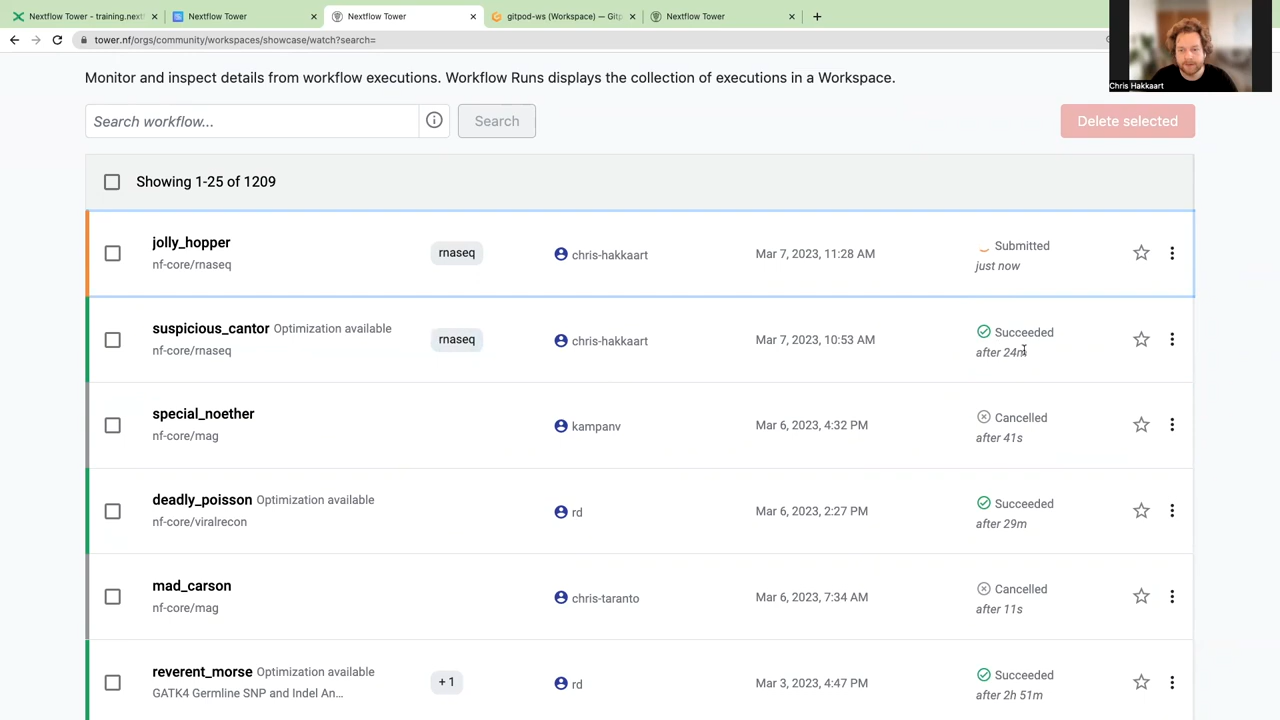 Nextflow Tower - training.nextf
Nextflow Tower
Nextflow Tower
gitpod-ws (Workspace) — Gitp
Nextflow Tower
tower.nf/orgs/community/workspaces/showcase/watch?search=
Chris Hakkaart
Monitor and inspect details from workflow executions. Workflow Runs displays the collection of executions in a Workspace.
Search workflow...
Search
Delete selected
Showing 1-25 of 1209
jolly_hopper
nf-core/rnaseq
rnaseq
chris-hakkaart
Mar 7, 2023, 11:28 AM
Submitted
just now
suspicious_cantor Optimization available
nf-core/rnaseq
rnaseq
chris-hakkaart
Mar 7, 2023, 10:53 AM
Succeeded
after 24m
special_noether
nf-core/mag
kampanv
Mar 6, 2023, 4:32 PM
Cancelled
after 41s
deadly_poisson Optimization available
nf-core/viralrecon
rd
Mar 6, 2023, 2:27 PM
Succeeded
after 29m
mad_carson
nf-core/mag
chris-taranto
Mar 6, 2023, 7:34 AM
Cancelled
after 11s
reverent_morse Optimization available
GATK4 Germline SNP and Indel An...
+ 1
rd
Mar 3, 2023, 4:47 PM
Succeeded
after 2h 51m